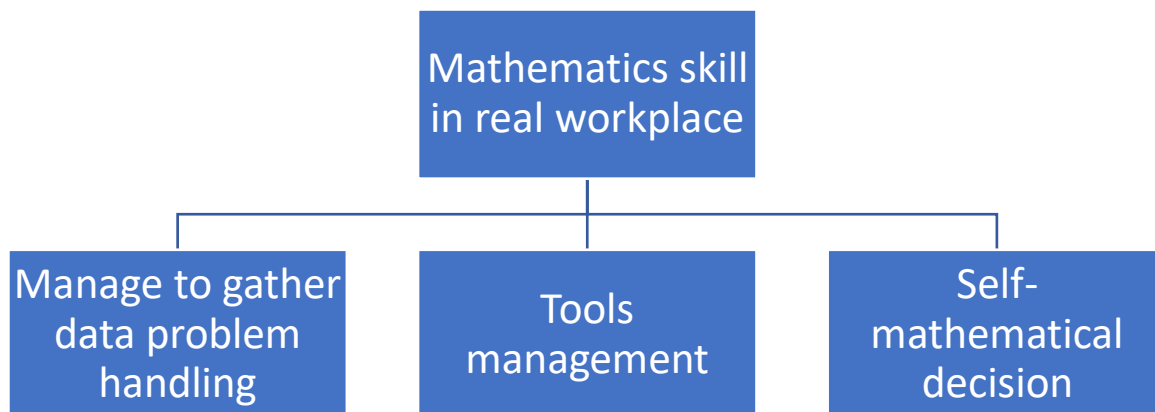 Mathematics skill
in real workplace
Manage to gather
data problem
handling
Tools
management
Self-
mathematical
decision